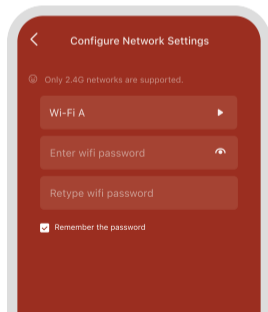 Configure Network Settings
Only 2.4G networks are supported.
Wi-Fi A
Enter wifi password
Retype wifi password
Remember the password